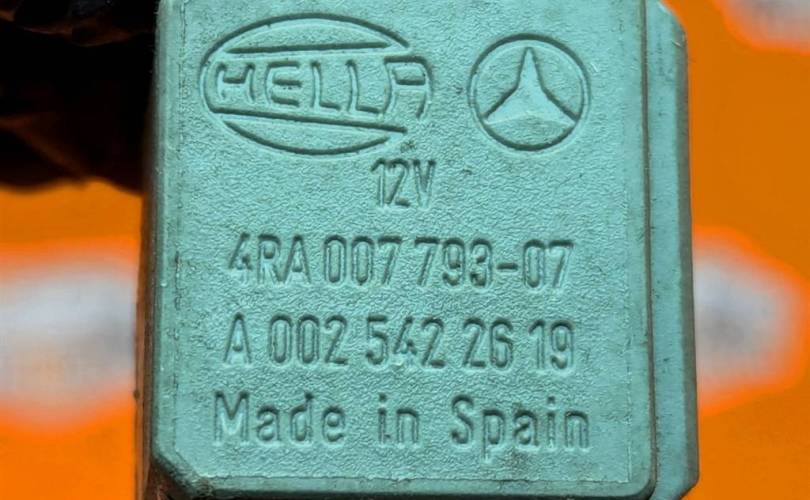 HELLA
12V
4RA 007 793-07
A 002 542 26 19
Made in Spain